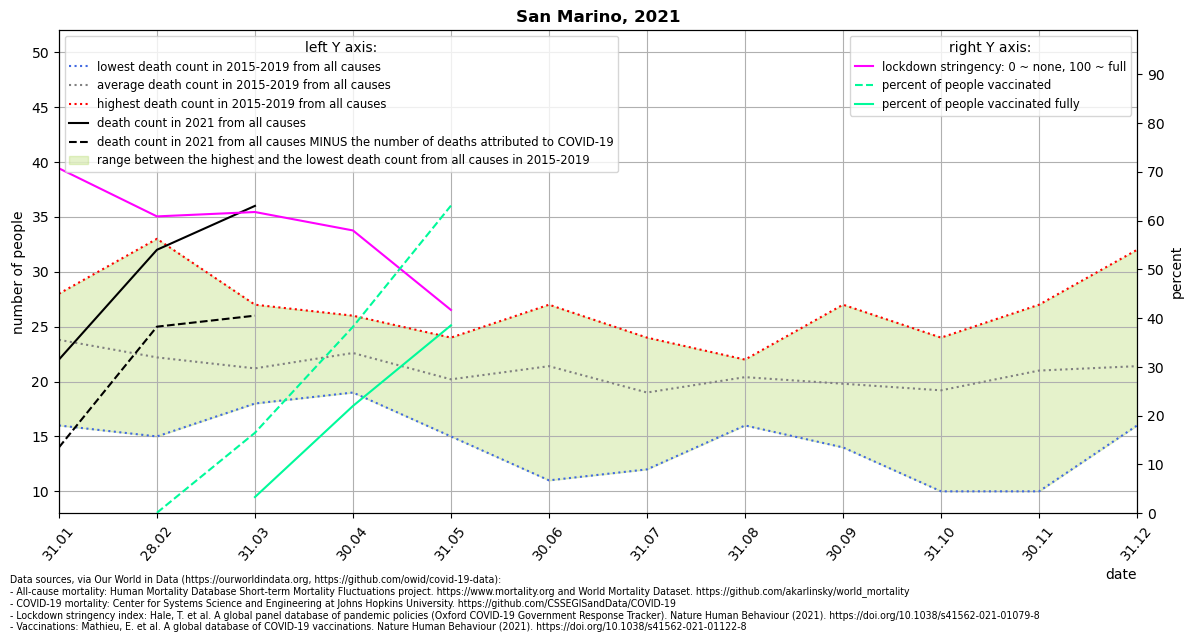 San Marino, 2021
left Y axis:
lowest death count in 2015-2019 from all causes
average death count in 2015-2019 from all causes
highest death count in 2015-2019 from all causes
death count in 2021 from all causes
death count in 2021 from all causes MINUS the number of deaths attributed to COVID-19
range between the highest and the lowest death count from all causes in 2015-2019
right Y axis:
lockdown stringency: 0 ~ none, 100 ~ full
percent of people vaccinated
percent of people vaccinated fully
50
45
40
35
30
25
20
15
10
number of people
90
80
70
60
50
40
30
20
10
0
percent
31.01
28.02
31.03
30.04
31.05
30.06
31.07
31.08
30.09
31.10
30.11
31.12
date
Data sources, via Our World in Data (https://ourworldindata.org, https://github.com/owid/covid-19-data):
- All-cause mortality: Human Mortality Database Short-term Mortality Fluctuations project. https://www.mortality.org and World Mortality Dataset. https://github.com/akarlinsky/world_mortality
- COVID-19 mortality: Center for Systems Science and Engineering at Johns Hopkins University. https://github.com/CSSEGISandData/COVID-19
- Lockdown stringency index: Hale, T. et al. A global panel database of pandemic policies (Oxford COVID-19 Government Response Tracker). Nature Human Behaviour (2021). https://doi.org/10.1038/s41562-021-01079-8
- Vaccinations: Mathieu, E. et al. A global database of COVID-19 vaccinations. Nature Human Behaviour (2021). https://doi.org/10.1038/s41562-021-01122-8